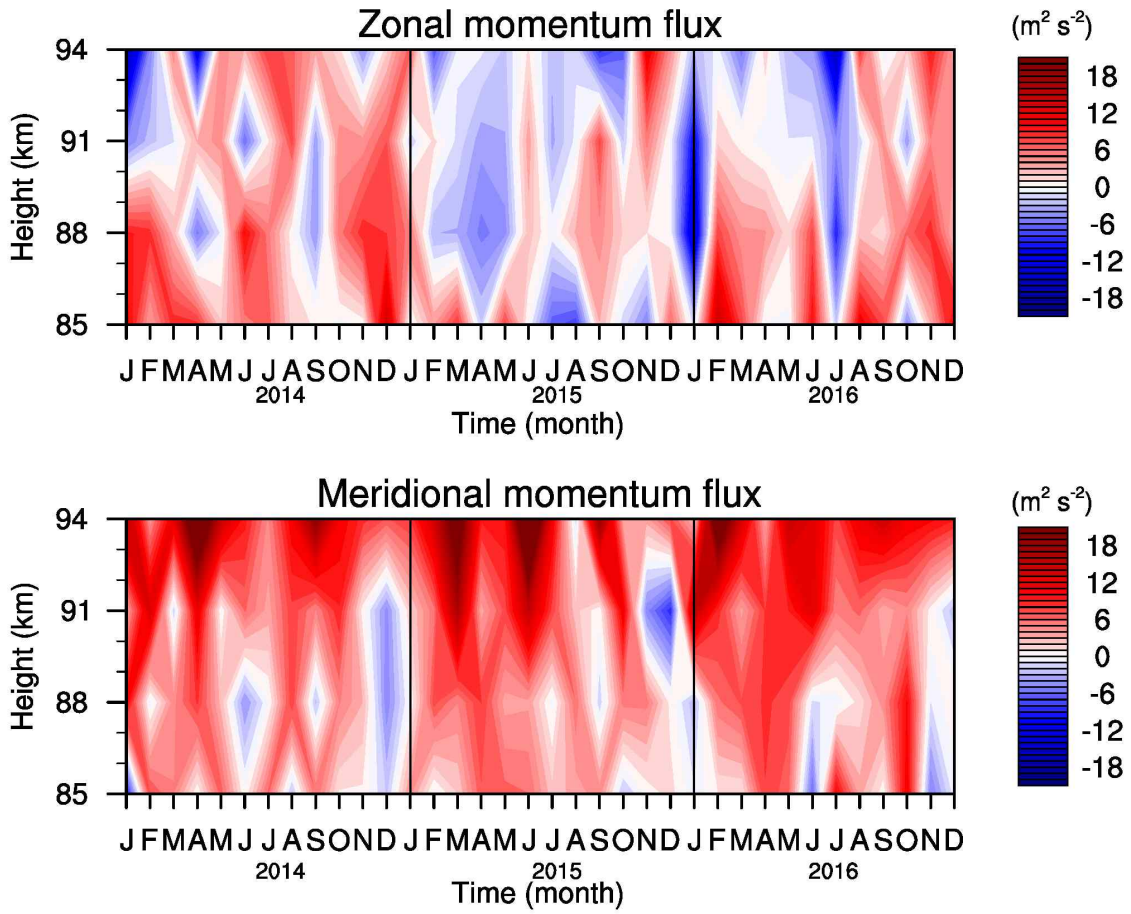 Zonal momentum flux
(m² s⁻²)
94
91
88
85
Height (km)
18
12
6
0
-6
-12
-18
J F M A M J J A S O N D J F M A M J J A S O N D J F M A M J J A S O N D
2014 2015 2016
Time (month)
Meridional momentum flux
(m² s⁻²)
94
91
88
85
Height (km)
18
12
6
0
-6
-12
-18
J F M A M J J A S O N D J F M A M J J A S O N D J F M A M J J A S O N D
2014 2015 2016
Time (month)